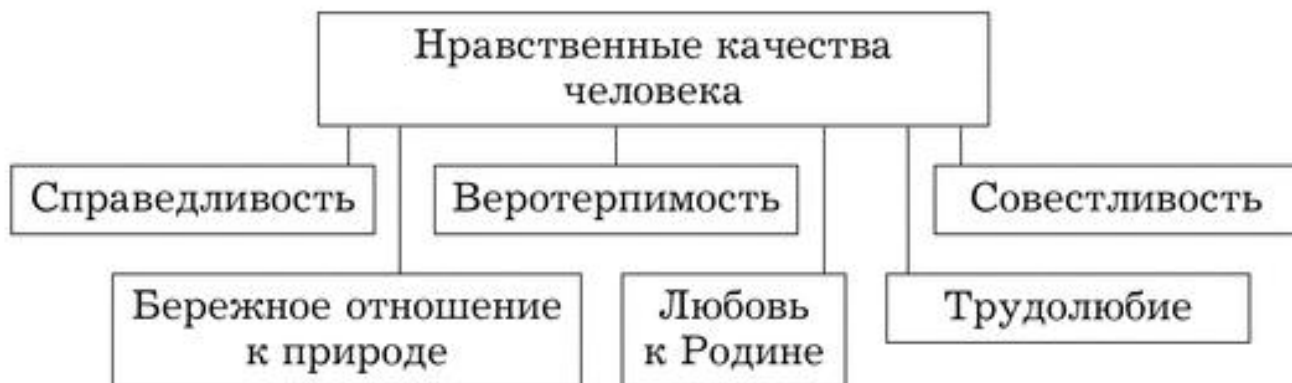 Нравственные качества
человека
Справедливость
Веротерпимость
Совестливость
Бережное отношение
к природе
Любовь
к Родине
Трудолюбие